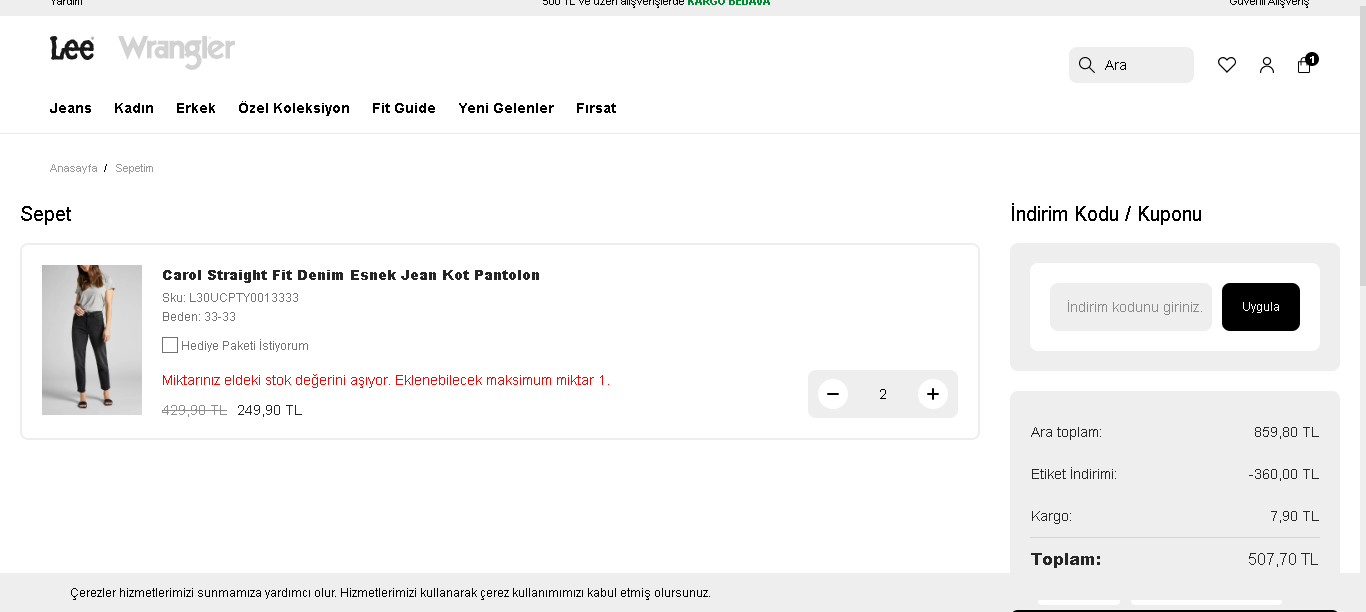 Yardım
500 TL ve üzeri alışverişlerde KARGO BEDAVA
Güvenli Alışveriş
Lee Wrangler
Ara
1
Jeans Kadın Erkek Özel Koleksiyon Fit Guide Yeni Gelenler Fırsat
Anasayfa / Sepetim
Sepet
Carol Straight Fit Denim Esnek Jean Kot Pantolon
Sku: L30UCPTY0013333
Beden: 33-33
Hediye Paketi İstiyorum
Miktarınız eldeki stok değerini aşıyor. Eklenebilecek maksimum miktar 1.
429,90 TL 249,90 TL
− 2 +
İndirim Kodu / Kuponu
İndirim kodunu giriniz.
Uygula
Ara toplam: 859,80 TL
Etiket İndirimi: -360,00 TL
Kargo: 7,90 TL
Toplam: 507,70 TL
Çerezler hizmetlerimizi sunmamıza yardımcı olur. Hizmetlerimizi kullanarak çerez kullanımımızı kabul etmiş olursunuz.